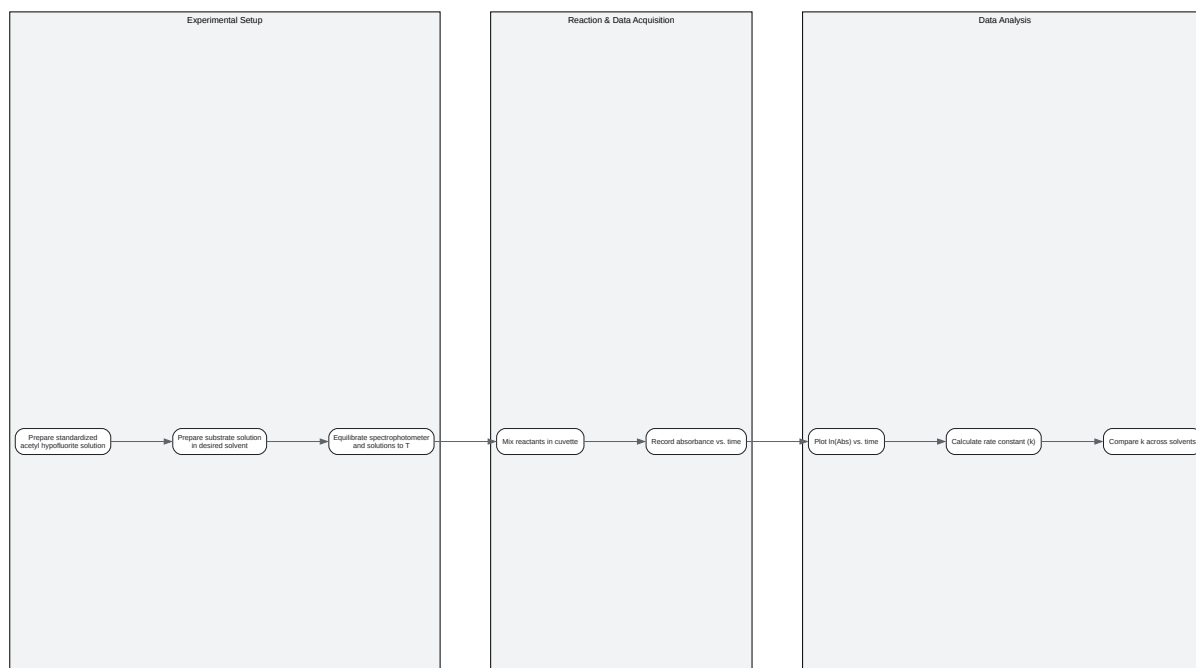 Experimental Setup
Reaction & Data Acquisition
Data Analysis
Prepare standardized
acetyl hypofluorite solution
Prepare substrate solution
in desired solvent
Equilibrate spectrophotometer
and solutions to T
Mix reactants in cuvette
Record absorbance vs. time
Plot ln(Abs) vs. time
Calculate rate constant (k)
Compare k across solvents